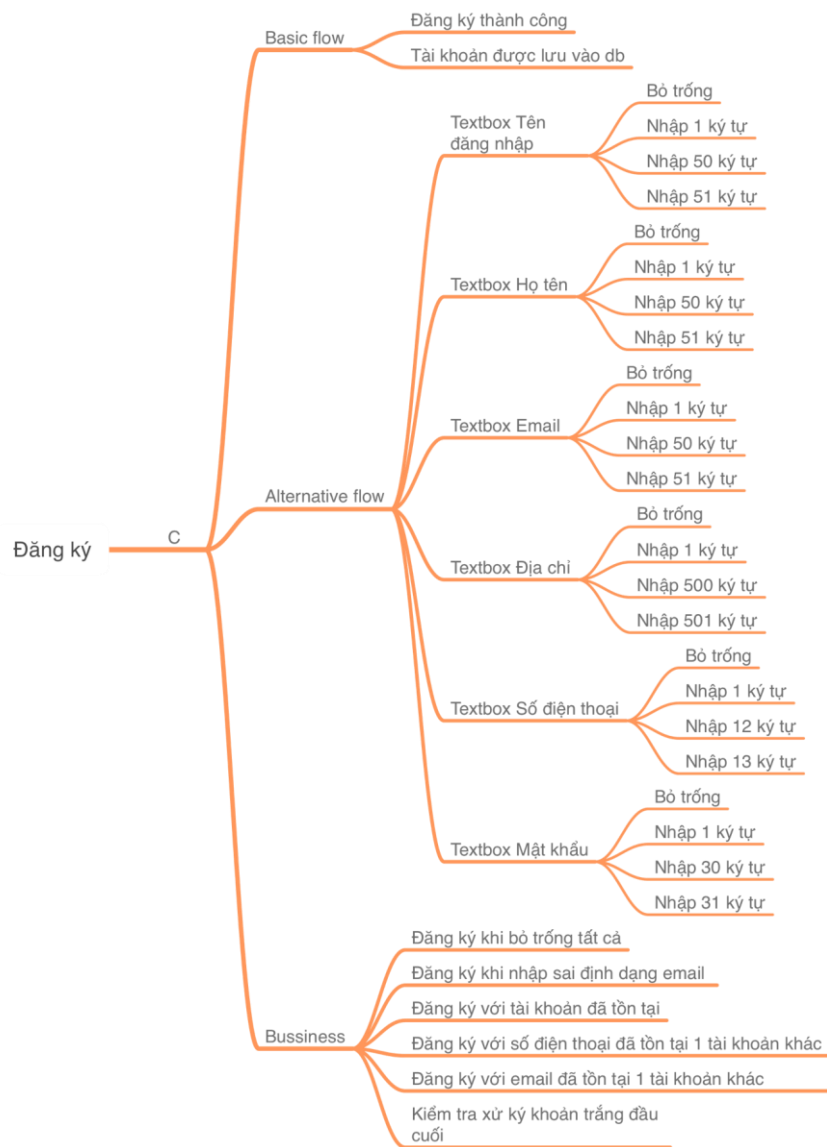 Đăng ký
C
Basic flow
Đăng ký thành công
Tài khoản được lưu vào db
Alternative flow
Textbox Tên
đăng nhập
Bỏ trống
Nhập 1 ký tự
Nhập 50 ký tự
Nhập 51 ký tự
Textbox Họ tên
Bỏ trống
Nhập 1 ký tự
Nhập 50 ký tự
Nhập 51 ký tự
Textbox Email
Bỏ trống
Nhập 1 ký tự
Nhập 50 ký tự
Nhập 51 ký tự
Textbox Địa chỉ
Bỏ trống
Nhập 1 ký tự
Nhập 500 ký tự
Nhập 501 ký tự
Textbox Số điện thoại
Bỏ trống
Nhập 1 ký tự
Nhập 12 ký tự
Nhập 13 ký tự
Textbox Mật khẩu
Bỏ trống
Nhập 1 ký tự
Nhập 30 ký tự
Nhập 31 ký tự
Bussiness
Đăng ký khi bỏ trống tất cả
Đăng ký khi nhập sai định dạng email
Đăng ký với tài khoản đã tồn tại
Đăng ký với số điện thoại đã tồn tại 1 tài khoản khác
Đăng ký với email đã tồn tại 1 tài khoản khác
Kiểm tra xử ký khoản trắng đầu
cuối